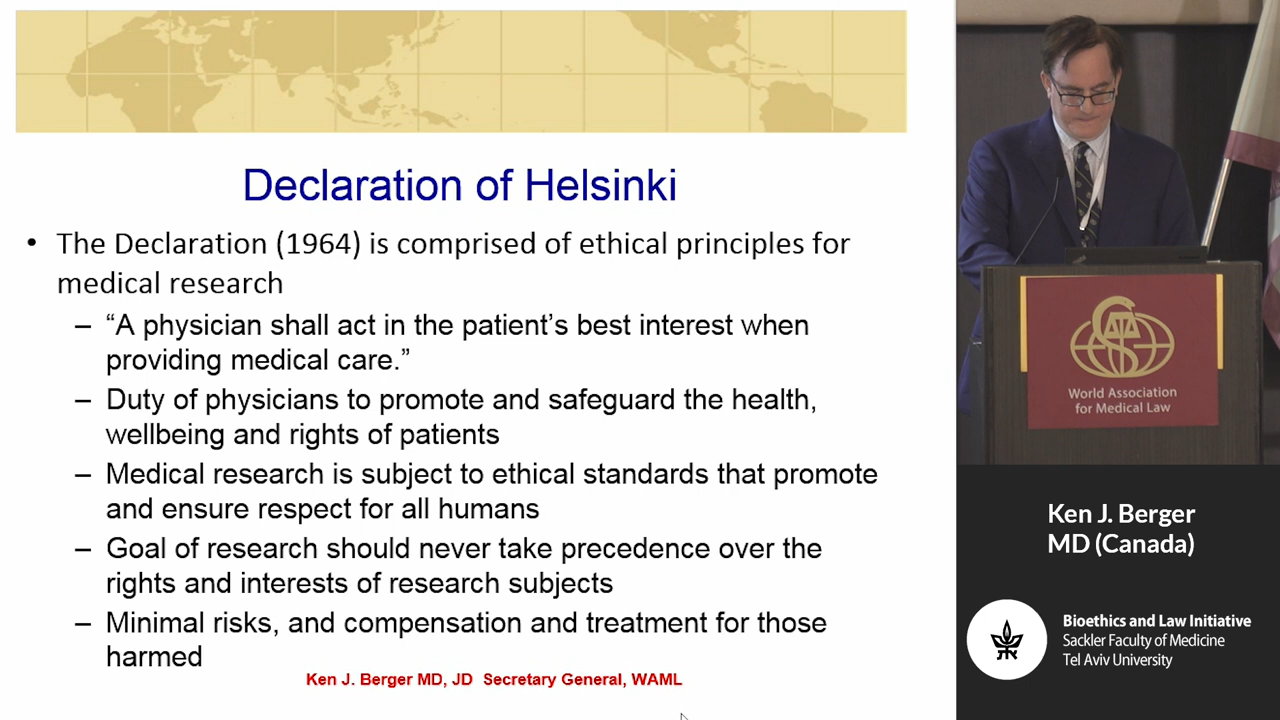 Declaration of Helsinki
• The Declaration (1964) is comprised of ethical principles for
medical research
– “A physician shall act in the patient’s best interest when
providing medical care.”
– Duty of physicians to promote and safeguard the health,
wellbeing and rights of patients
– Medical research is subject to ethical standards that promote
and ensure respect for all humans
– Goal of research should never take precedence over the
rights and interests of research subjects
– Minimal risks, and compensation and treatment for those
harmed
Ken J. Berger MD, JD Secretary General, WAML
World Association
for Medical Law
Ken J. Berger
MD (Canada)
Bioethics and Law Initiative
Sackler Faculty of Medicine
Tel Aviv University